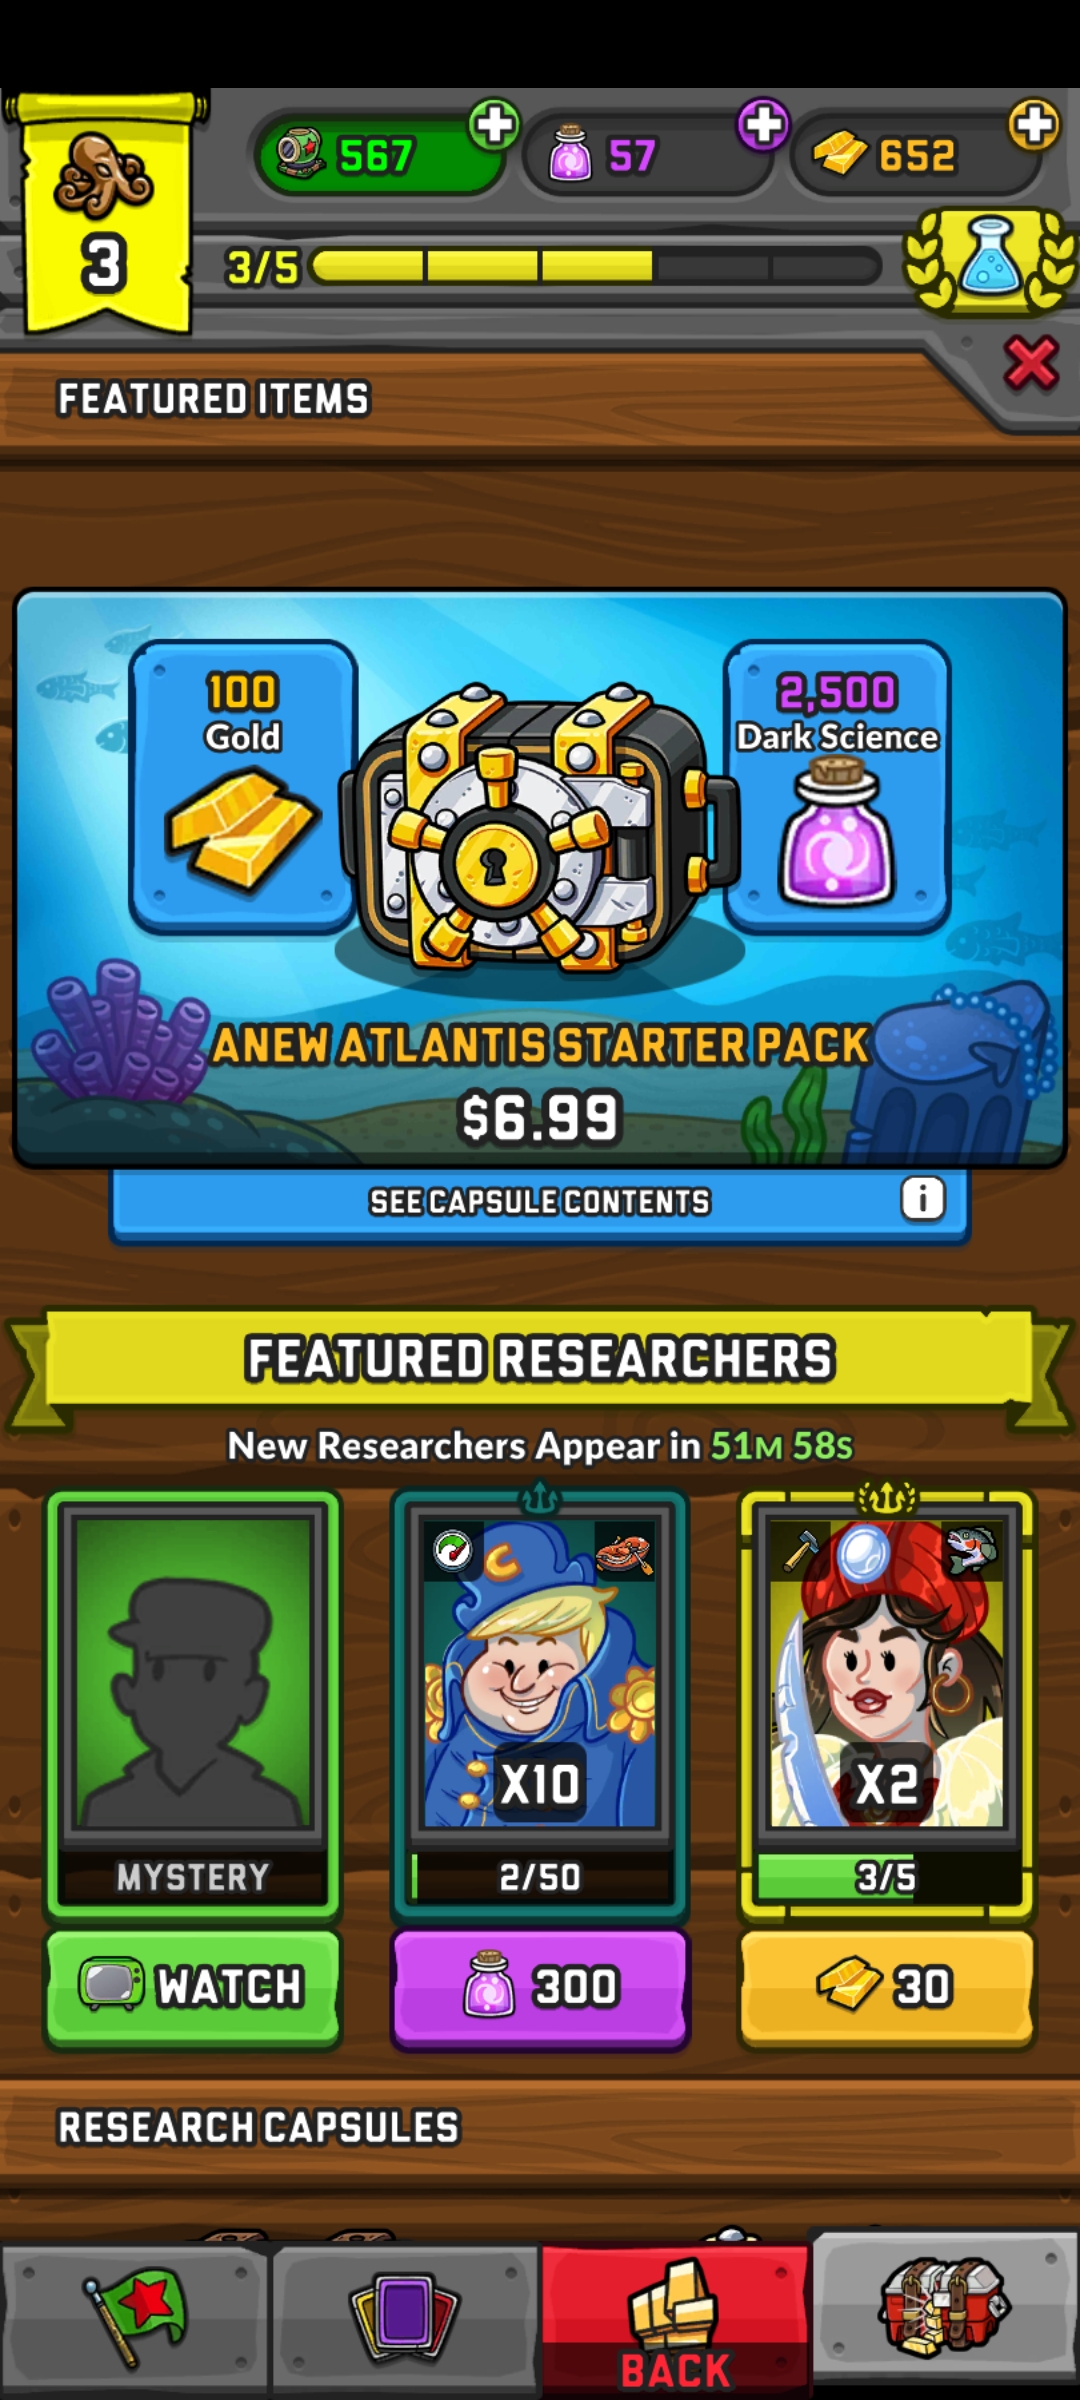 567
57
652
3
3/5
FEATURED ITEMS
100
Gold
2,500
Dark Science
ANEW ATLANTIS STARTER PACK
$6.99
SEE CAPSULE CONTENTS
i
FEATURED RESEARCHERS
New Researchers Appear in 51M 58S
C
X10
X2
MYSTERY
2/50
3/5
WATCH
300
30
RESEARCH CAPSULES
BACK